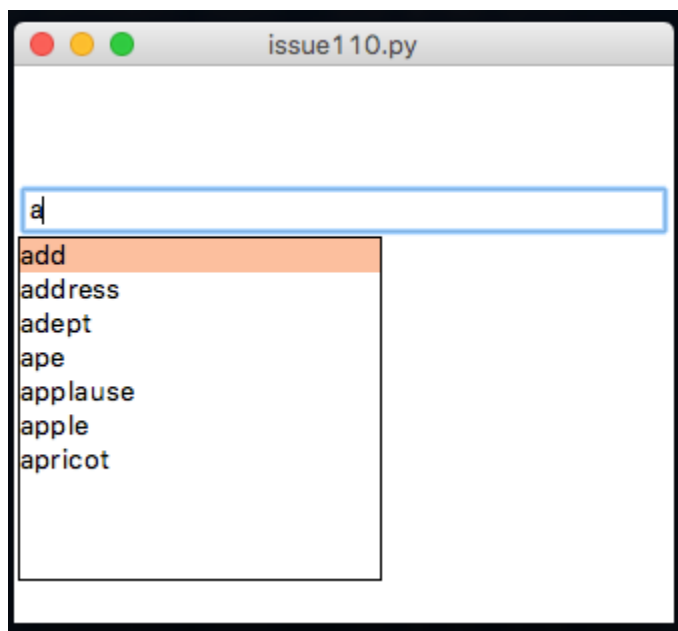 issue110.py
a
add
address
adept
ape
applause
apple
apricot